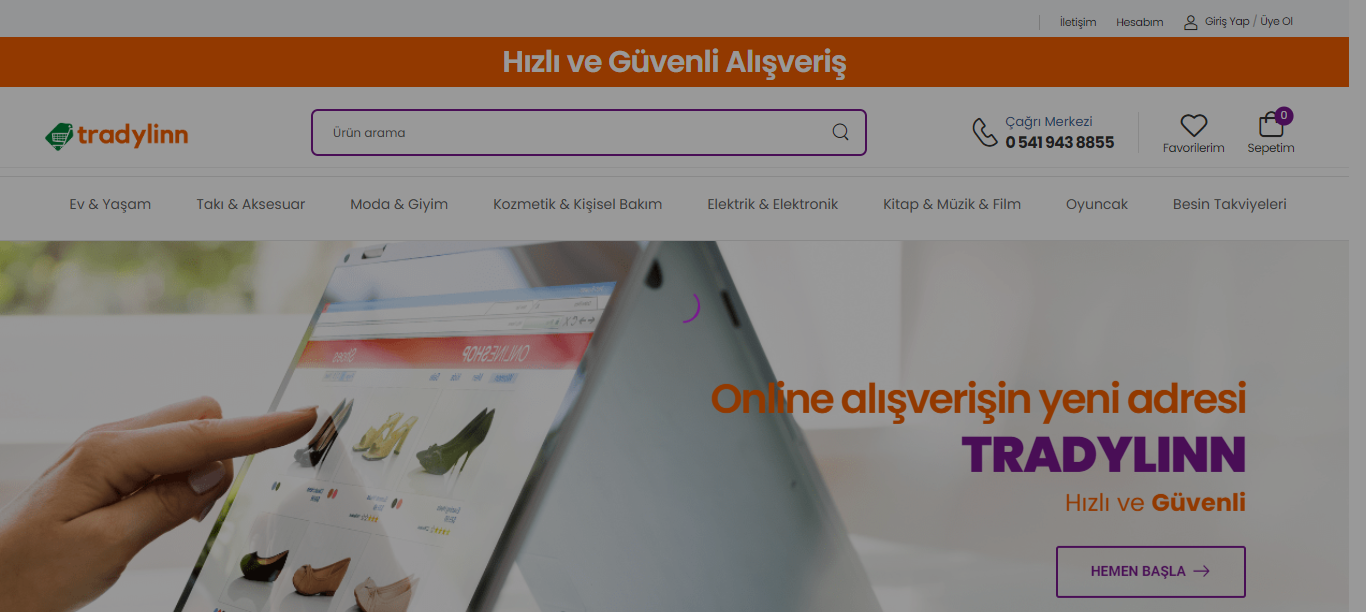 İletişim Hesabım Giriş Yap / Üye Ol
Hızlı ve Güvenli Alışveriş
tradylinn
Ürün arama
Çağrı Merkezi
0 541 943 8855
Favorilerim
0
Sepetim
Ev & Yaşam Takı & Aksesuar Moda & Giyim Kozmetik & Kişisel Bakım Elektrik & Elektronik Kitap & Müzik & Film Oyuncak Besin Takviyeleri
ONLINESHOP Shoes
Online alışverişin yeni adresi
TRADYLINN
Hızlı ve Güvenli
HEMEN BAŞLA